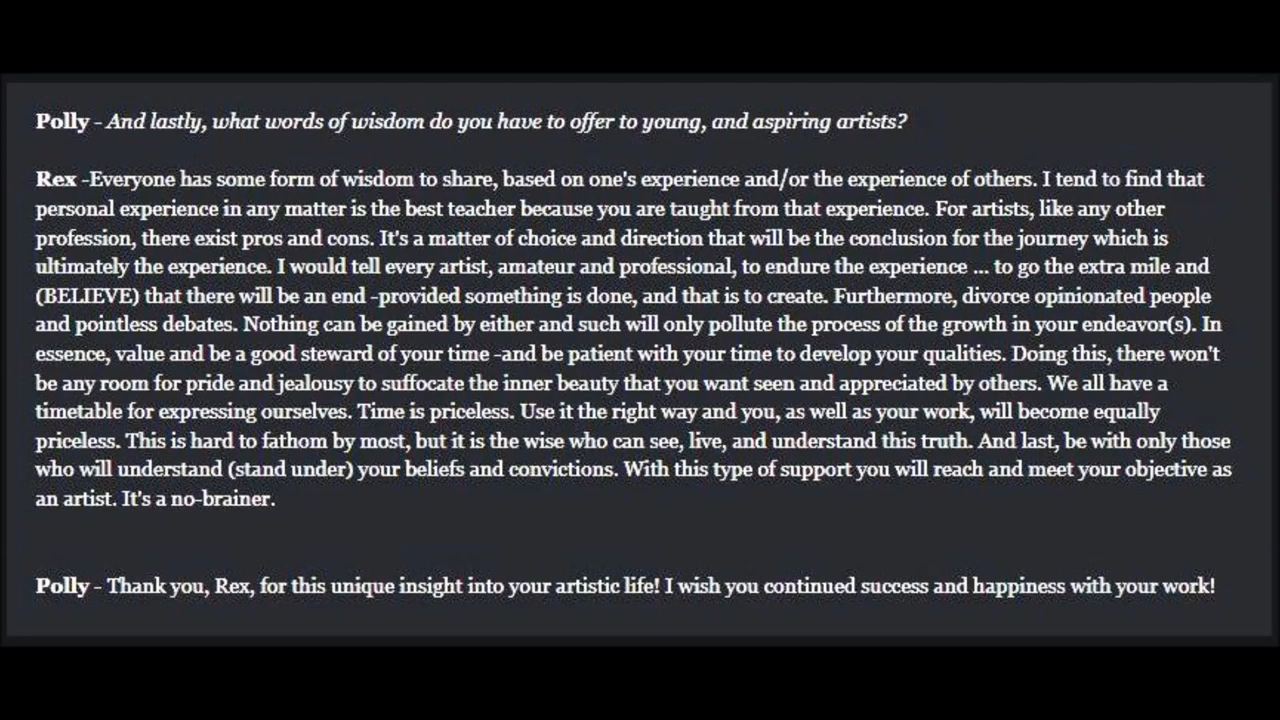 Polly - And lastly, what words of wisdom do you have to offer to young, and aspiring artists?
Rex -Everyone has some form of wisdom to share, based on one's experience and/or the experience of others. I tend to find that
personal experience in any matter is the best teacher because you are taught from that experience. For artists, like any other
profession, there exist pros and cons. It's a matter of choice and direction that will be the conclusion for the journey which is
ultimately the experience. I would tell every artist, amateur and professional, to endure the experience ... to go the extra mile and
(BELIEVE) that there will be an end -provided something is done, and that is to create. Furthermore, divorce opinionated people
and pointless debates. Nothing can be gained by either and such will only pollute the process of the growth in your endeavor(s). In
essence, value and be a good steward of your time -and be patient with your time to develop your qualities. Doing this, there won't
be any room for pride and jealousy to suffocate the inner beauty that you want seen and appreciated by others. We all have a
timetable for expressing ourselves. Time is priceless. Use it the right way and you, as well as your work, will become equally
priceless. This is hard to fathom by most, but it is the wise who can see, live, and understand this truth. And last, be with only those
who will understand (stand under) your beliefs and convictions. With this type of support you will reach and meet your objective as
an artist. It's a no-brainer.
Polly - Thank you, Rex, for this unique insight into your artistic life! I wish you continued success and happiness with your work!